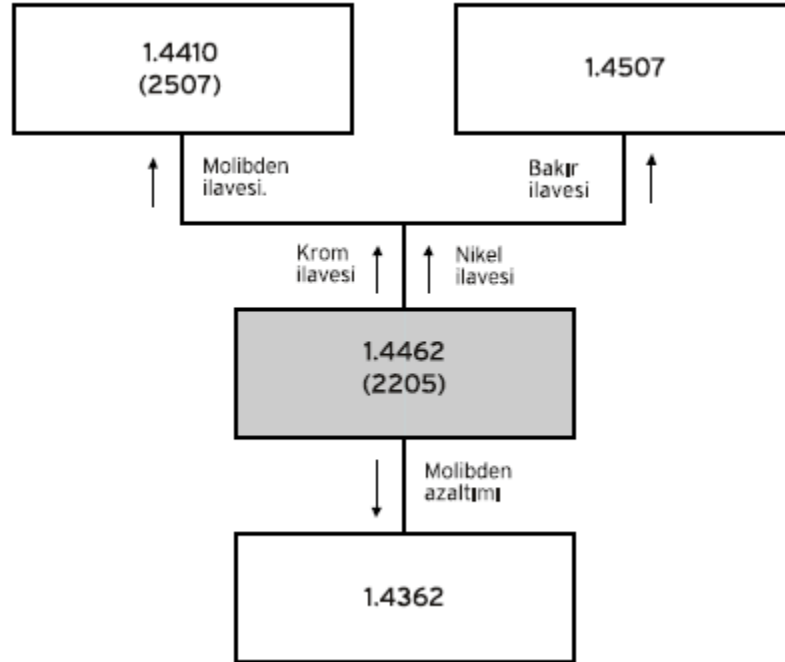 1.4410
(2507)
1.4507
Molibden
ilavesi.
Bakır
ilavesi
Krom
ilavesi
Nikel
ilavesi
1.4462
(2205)
Molibden
azaltımı
1.4362